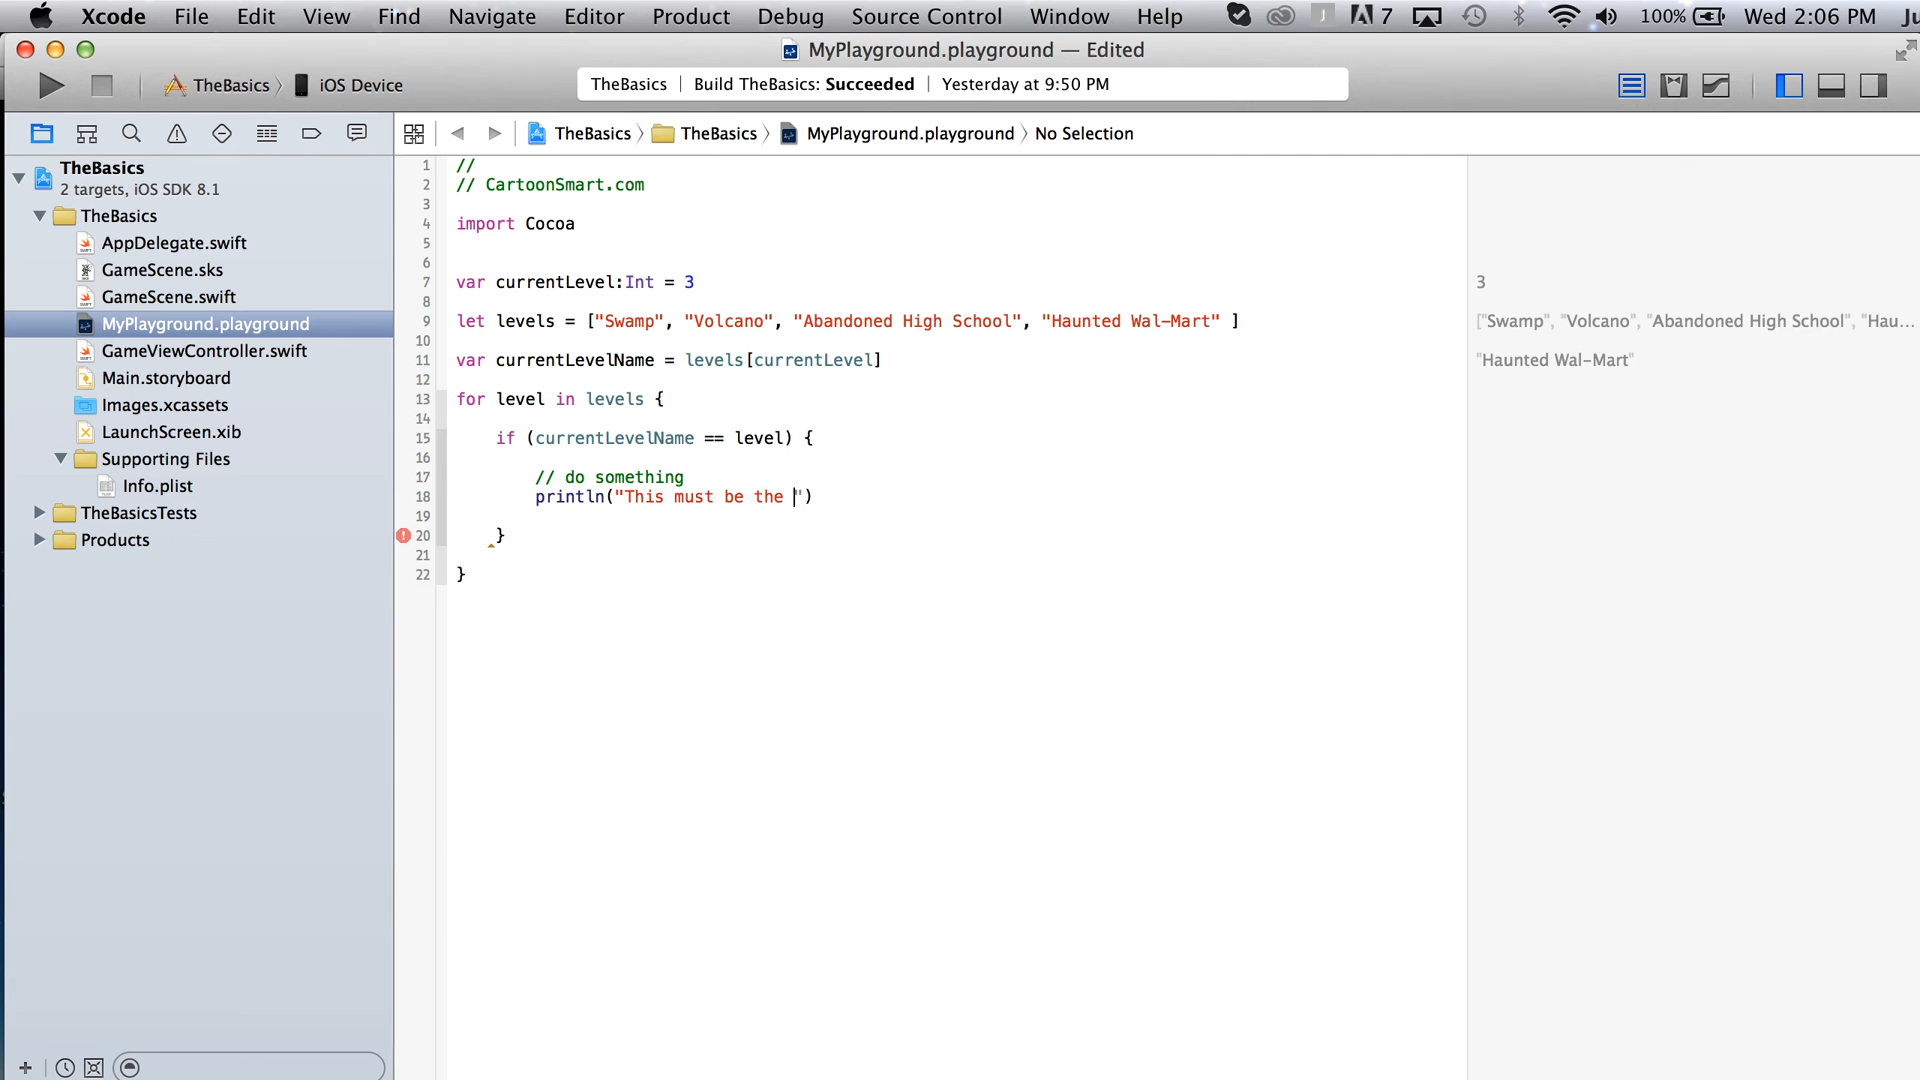 Xcode File Edit View Find Navigate Editor Product Debug Source Control Window Help 7 100% Wed 2:06 PM Ju
MyPlayground.playground — Edited
TheBasics iOS Device TheBasics | Build TheBasics: Succeeded | Yesterday at 9:50 PM
TheBasics TheBasics MyPlayground.playground No Selection
TheBasics
2 targets, iOS SDK 8.1
TheBasics
AppDelegate.swift
GameScene.sks
GameScene.swift
MyPlayground.playground
GameViewController.swift
Main.storyboard
Images.xcassets
LaunchScreen.xib
Supporting Files
Info.plist
TheBasicsTests
Products
1 //
2 // CartoonSmart.com
3
4 import Cocoa
5
6
7 var currentLevel:Int = 3
8
9 let levels = ["Swamp", "Volcano", "Abandoned High School", "Haunted Wal-Mart" ]
10
11 var currentLevelName = levels[currentLevel]
12
13 for level in levels {
14
15 if (currentLevelName == level) {
16
17 // do something
18 println("This must be the ")
19
20 }
21
22 }
3
["Swamp", "Volcano", "Abandoned High School", "Hau...
"Haunted Wal-Mart"